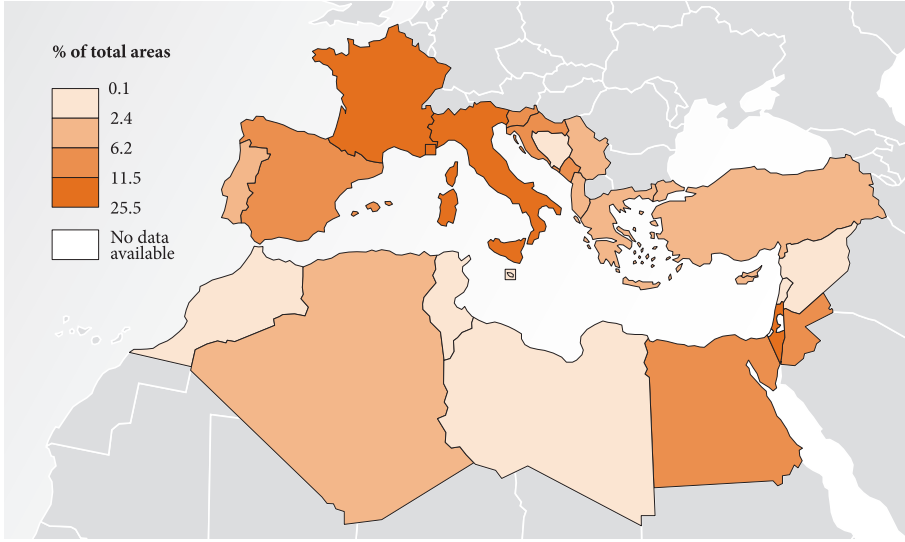 % of total areas
0.1
2.4
6.2
11.5
25.5
No data
available